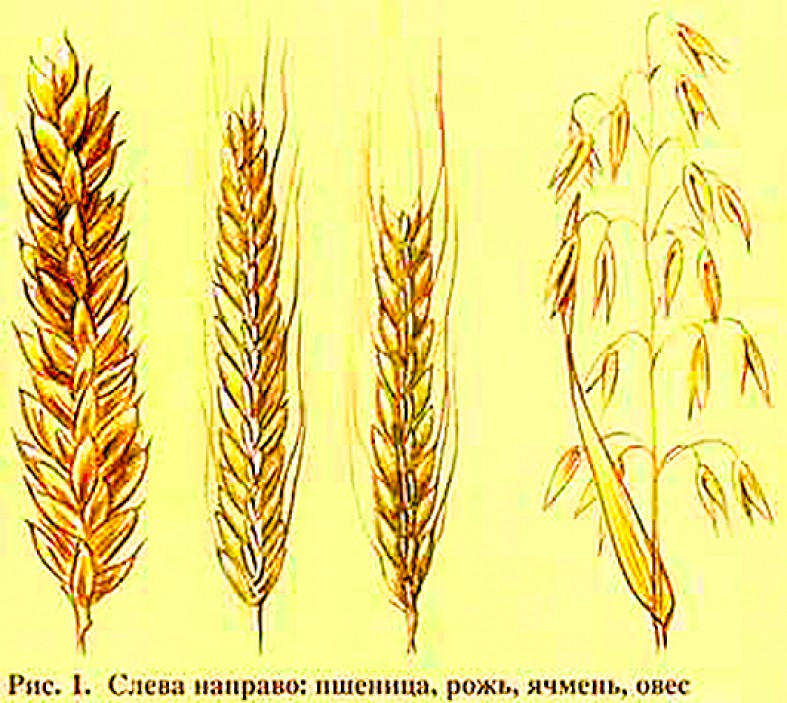 Рис. 1. Слева направо: пшеница, рожь, ячмень, овес